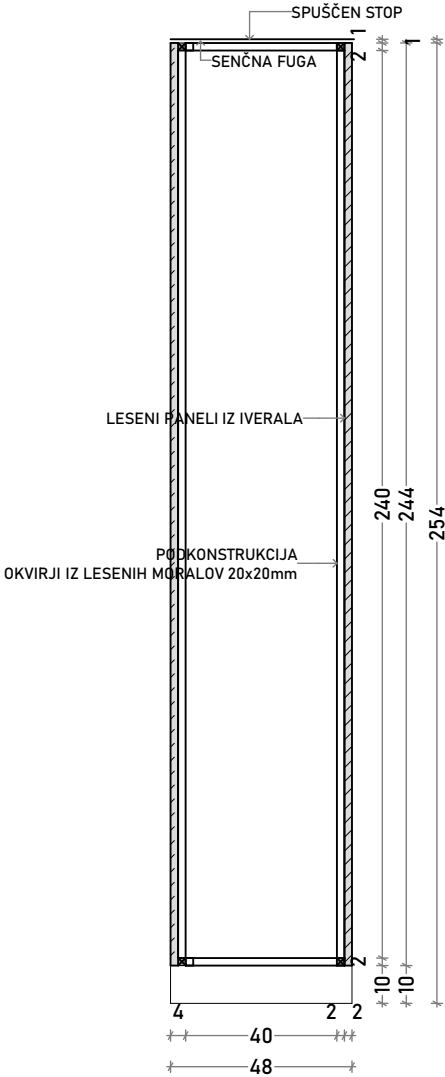 SPUŠČEN STOP
1
1
2
SENČNA FUGA
LESENI PANELI IZ IVERALA
240
244
254
PODKONSTRUKCIJA
OKVIRJI IZ LESENIH MORALOV 20x20mm
2
10
10
4
2
2
40
48